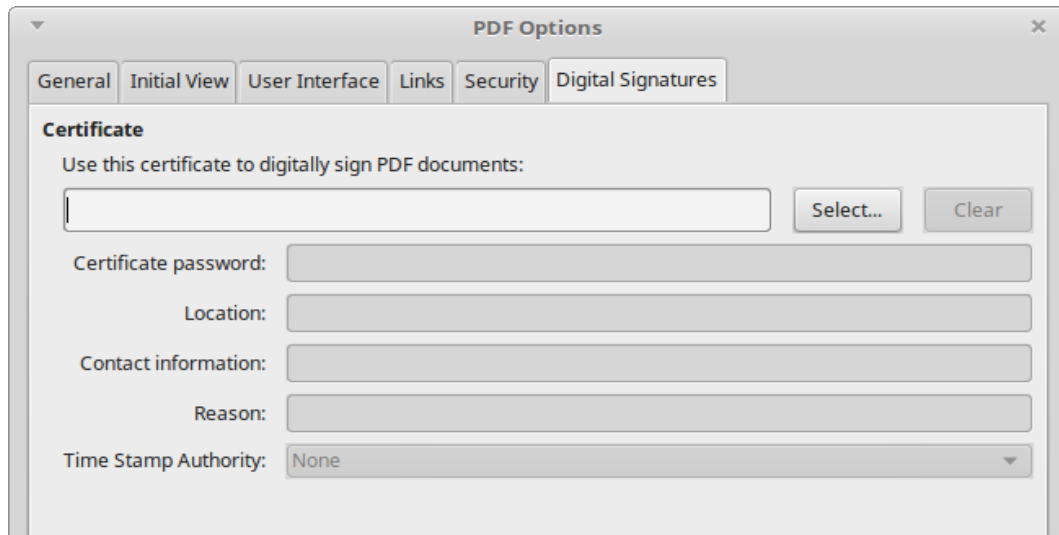 PDF Options
General Initial View User Interface Links Security Digital Signatures
Certificate
Use this certificate to digitally sign PDF documents:
Select... Clear
Certificate password:
Location:
Contact information:
Reason:
Time Stamp Authority: None